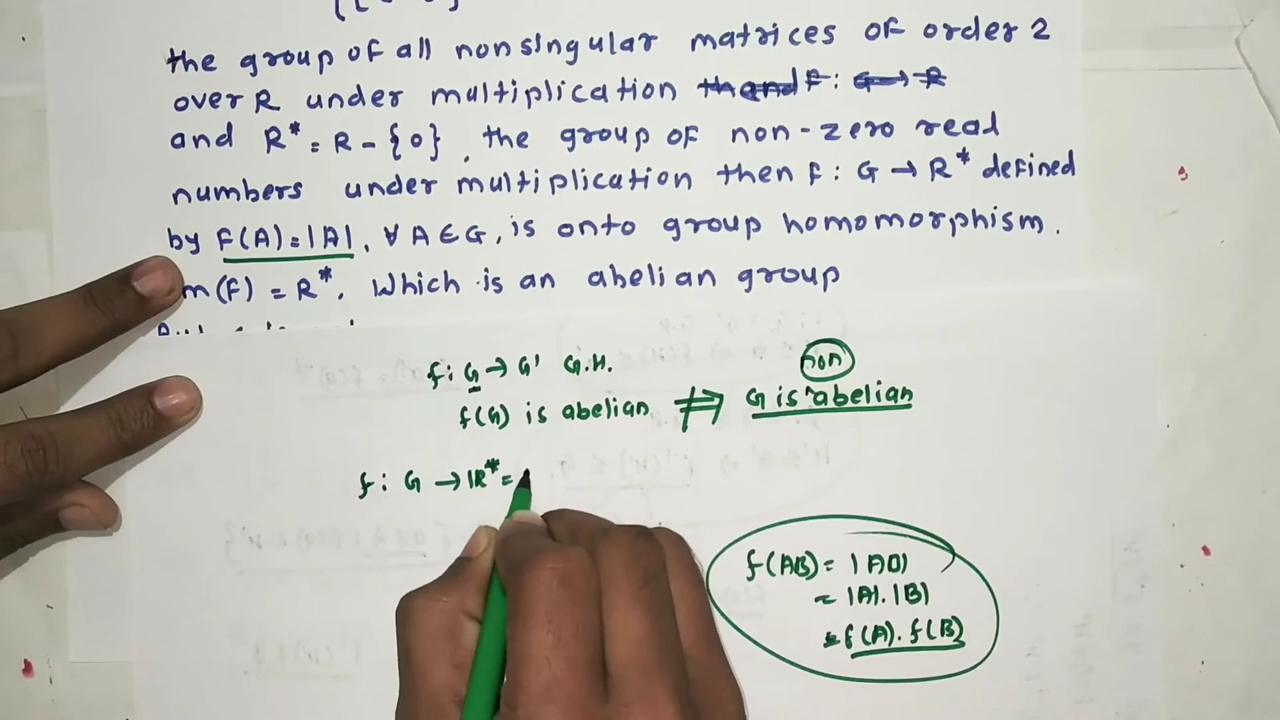 the group of all nonsingular matrices of order 2
over R under multiplication
and R* = R - {0}, the group of non-zero real
numbers under multiplication then f : G → R* defined
by f(A) = |A|, ∀ A ∈ G, is onto group homomorphism.
m(f) = R*. Which is an abelian group
f : G → G' G.H.
non
f(G) is abelian ⇏ G is abelian
f : G → |R* =
f(AB) = |AB|
= |A|. |B|
= f(A). f(B)